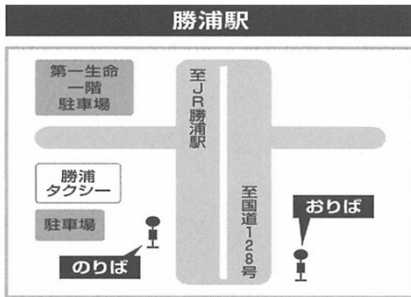 勝浦駅
第一生命
一階
駐車場
至JR勝浦駅
勝浦
タクシー
至国道128号
おりば
駐車場
のりば